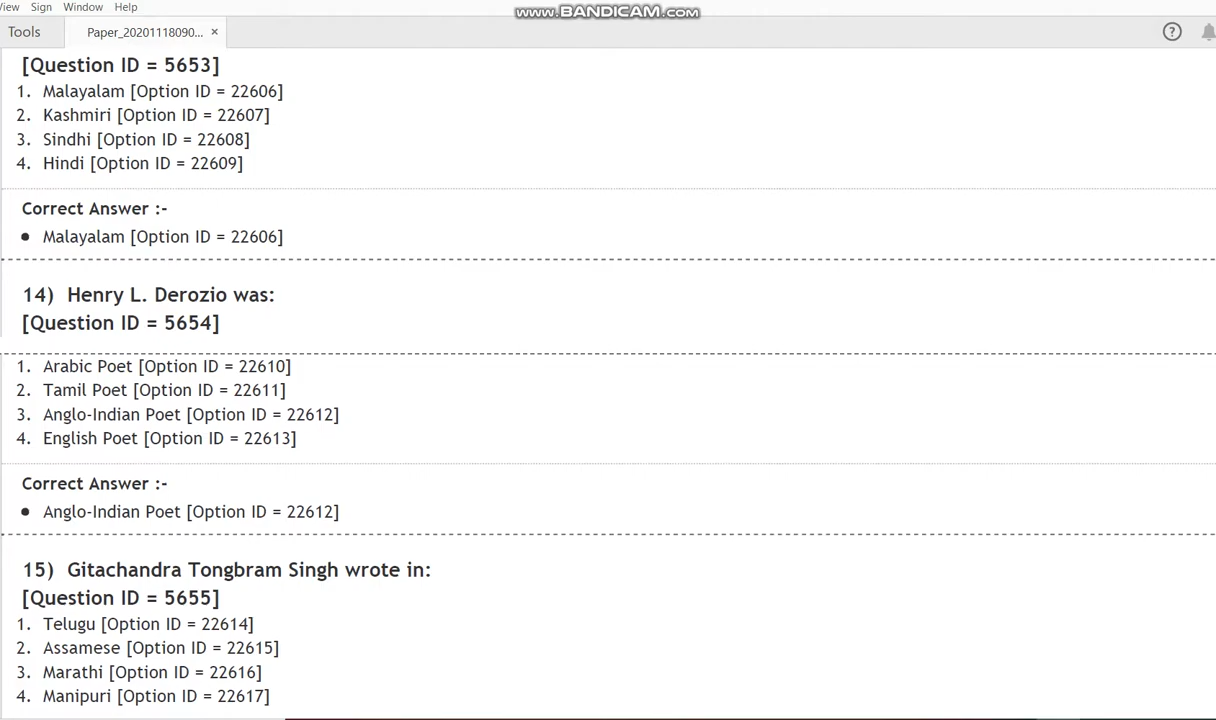 www.BANDICAM.com
View Sign Window Help
Tools Paper_20201118090... ×
?
[Question ID = 5653]
1. Malayalam [Option ID = 22606]
2. Kashmiri [Option ID = 22607]
3. Sindhi [Option ID = 22608]
4. Hindi [Option ID = 22609]
Correct Answer :-
• Malayalam [Option ID = 22606]
14) Henry L. Derozio was:
[Question ID = 5654]
1. Arabic Poet [Option ID = 22610]
2. Tamil Poet [Option ID = 22611]
3. Anglo-Indian Poet [Option ID = 22612]
4. English Poet [Option ID = 22613]
Correct Answer :-
• Anglo-Indian Poet [Option ID = 22612]
15) Gitachandra Tongbram Singh wrote in:
[Question ID = 5655]
1. Telugu [Option ID = 22614]
2. Assamese [Option ID = 22615]
3. Marathi [Option ID = 22616]
4. Manipuri [Option ID = 22617]